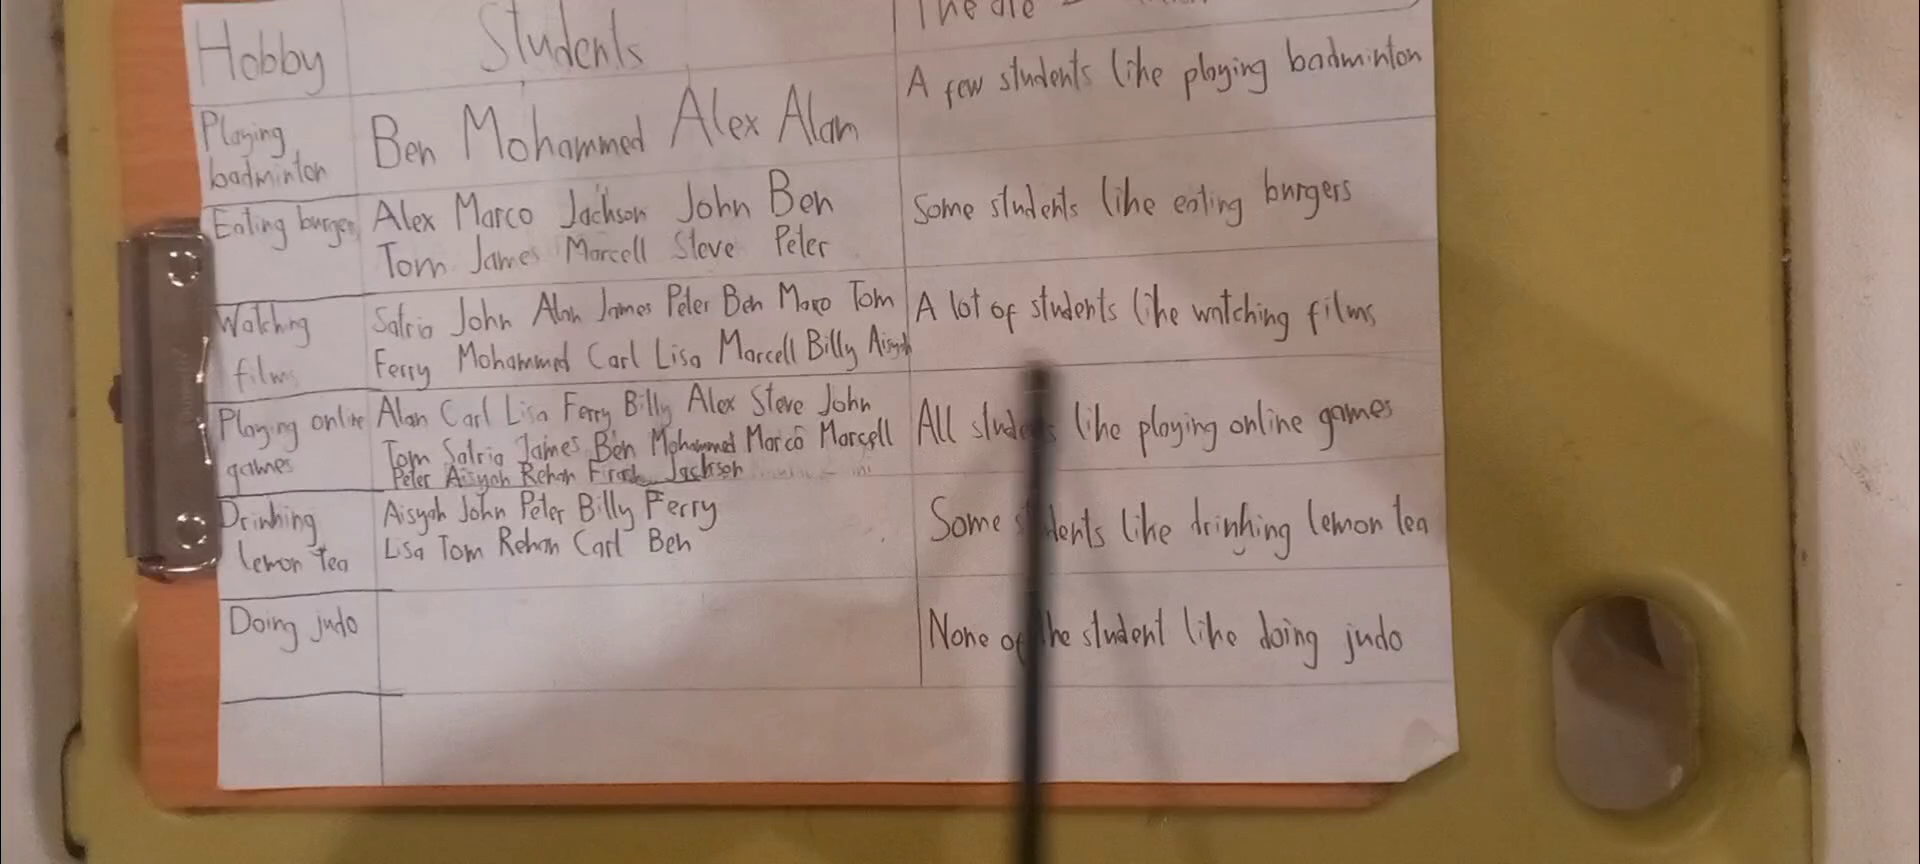 Hobby
Students
Playing
badminton
Ben Mohammed Alex Alan
A few students like playing badminton
Eating burger
Alex Marco Jackson John Ben
Tom James Marcell Steve Peter
Some students like eating burgers
Watching
films
Satria John Alan James Peter Ben Maro Tom
Ferry Mohammed Carl Lisa Marcell Billy Aisyah
A lot of students like watching films
Playing online
games
Alan Carl Lisa Ferry Billy Alex Steve John
Tom Satria James Ben Mohammed Marco Marcell
Peter Aisyah Rehan Jackson
All students like playing online games
Drinking
lemon tea
Aisyah John Peter Billy Ferry
Lisa Tom Rehan Carl Ben
Some students like drinking lemon tea
Doing judo
None of the student like doing judo